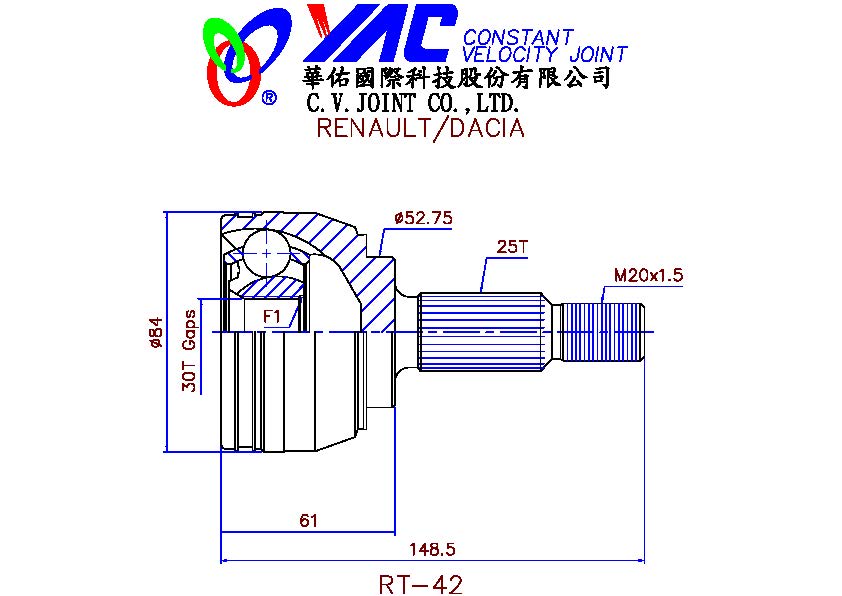 YAC CONSTANT
VELOCITY JOINT
®
華佑國際科技股份有限公司
C.V.JOINT CO.,LTD.
RENAULT/DACIA
ø52.75
25T
M20x1.5
F1
ø84
30T Gaps
61
148.5
RT-42